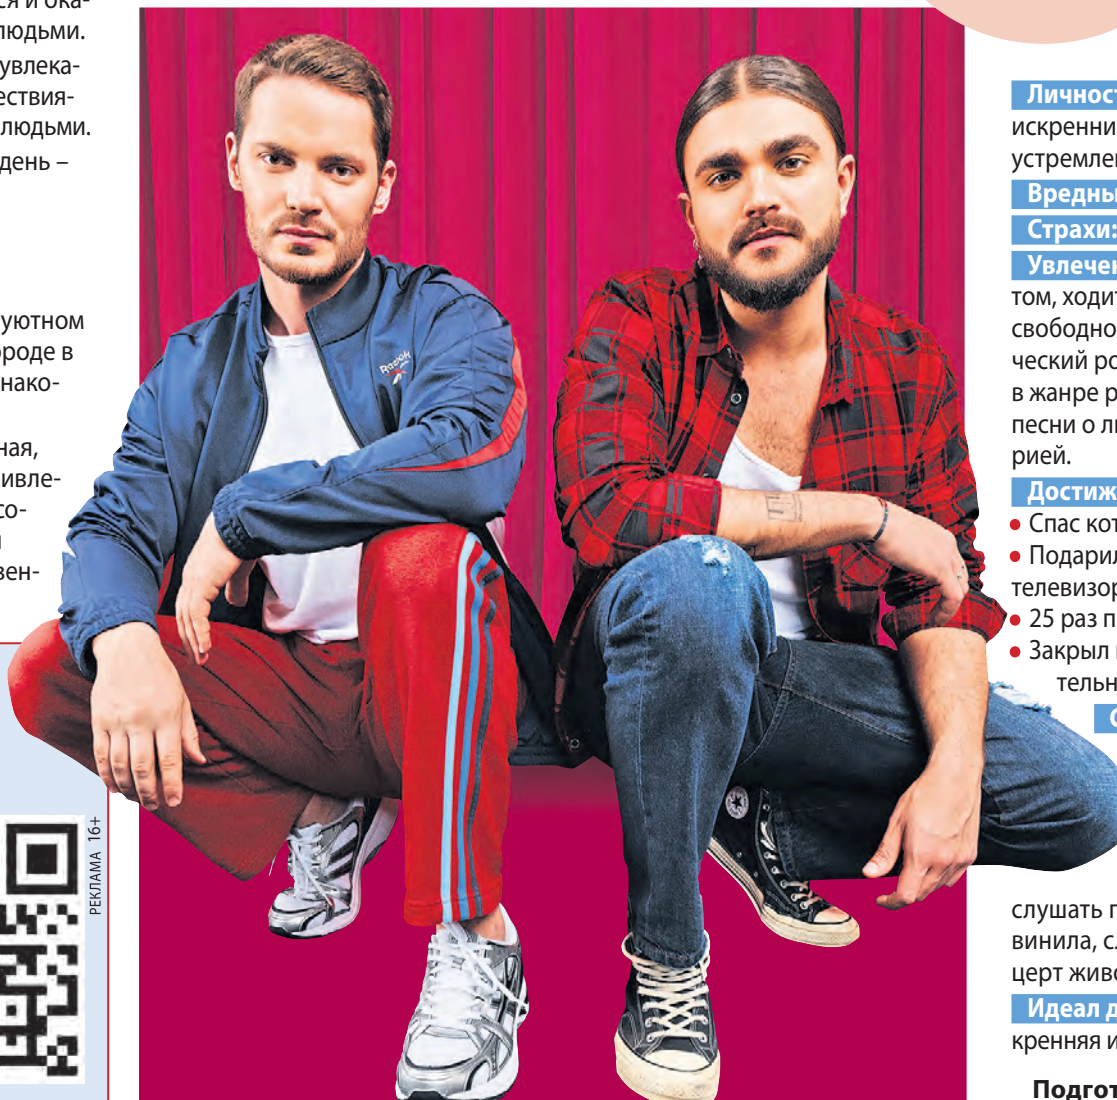 ся и ока-
людьми.
увлека-
ествия-
людьми.
день –
уютном
роде в
нако-
ная,
ивле-
со-
вен-
РЕКЛАМА 16+
Reebok
Личност
искренни
устремле
Вредны
Страхи:
Увлечен
том, ходит
свободно
ческий ро
в жанре р
песни о л
рией.
Достиж
• Спас кот
• Подарил
телевизор
• 25 раз п
• Закрыл
тельн
слушать г
винила, с
церт живо
Идеал д
кренняя и
Подгот